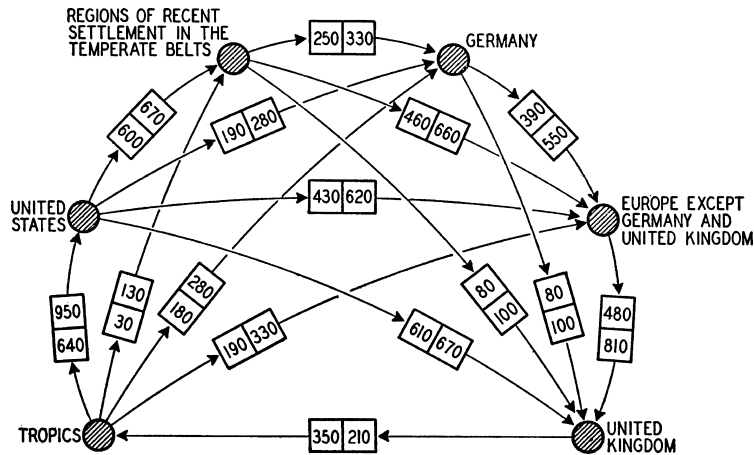 REGIONS OF RECENT
SETTLEMENT IN THE
TEMPERATE BELTS
250 330
GERMANY
670
600
190 280
460 660
390
550
UNITED
STATES
430 620
EUROPE EXCEPT
GERMANY AND
UNITED KINGDOM
950
640
130
30
280
180
190 330
610 670
80
100
80
100
480
810
TROPICS
350 210
UNITED
KINGDOM